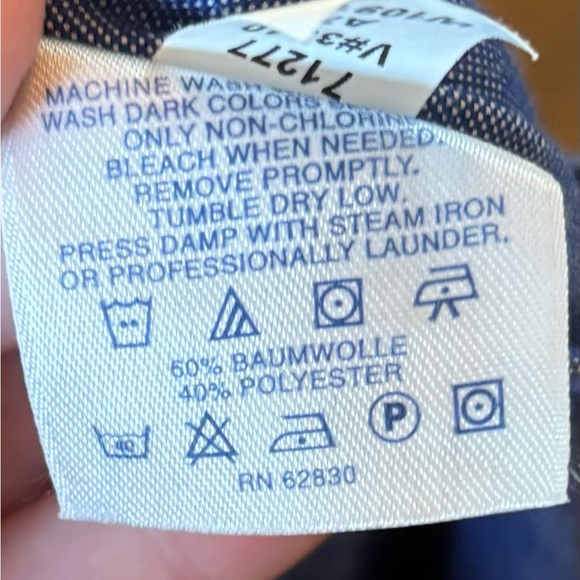 71277
V#3
MACHINE WASH
WASH DARK COLORS
ONLY NON-CHLORINE
BLEACH WHEN NEEDED.
REMOVE PROMPTLY.
TUMBLE DRY LOW.
PRESS DAMP WITH STEAM IRON
OR PROFESSIONALLY LAUNDER.
60% BAUMWOLLE
40% POLYESTER
40
P
RN 62830